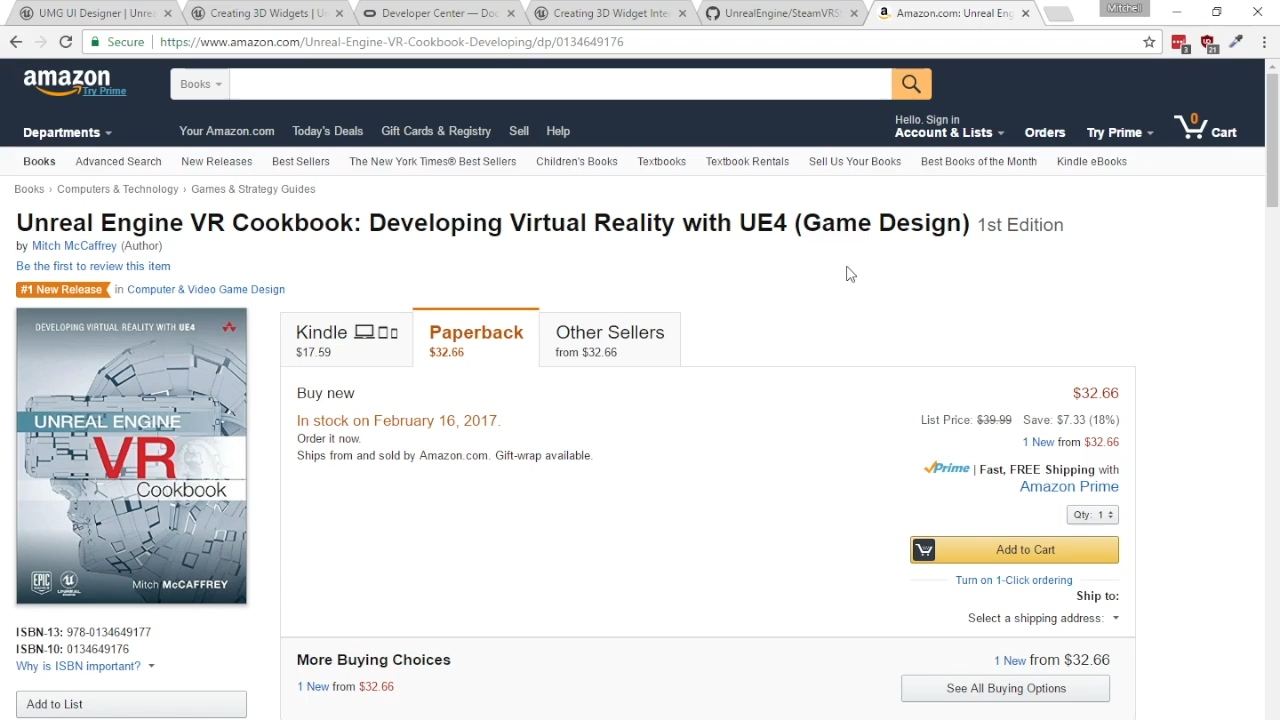 UMG UI Designer | Unrea
Creating 3D Widgets | Un
Developer Center — Doc
Creating 3D Widget Inte
UnrealEngine/SteamVRS
Amazon.com: Unreal Eng
Mitchell
Secure
https://www.amazon.com/Unreal-Engine-VR-Cookbook-Developing/dp/0134649176
3
21
amazon
Try Prime
Books
Hello. Sign in
0
Departments
Your Amazon.com
Today's Deals
Gift Cards & Registry
Sell
Help
Account & Lists
Orders
Try Prime
Cart
Books
Advanced Search
New Releases
Best Sellers
The New York Times® Best Sellers
Children's Books
Textbooks
Textbook Rentals
Sell Us Your Books
Best Books of the Month
Kindle eBooks
Books › Computers & Technology › Games & Strategy Guides
Unreal Engine VR Cookbook: Developing Virtual Reality with UE4 (Game Design) 1st Edition
by Mitch McCaffrey (Author)
Be the first to review this item
#1 New Release in Computer & Video Game Design
DEVELOPING VIRTUAL REALITY WITH UE4
UNREAL ENGINE
VR
Cookbook
EPIC
GAMES
UNREAL
ENGINE
Mitch McCAFFREY
Kindle
$17.59
Paperback
$32.66
Other Sellers
from $32.66
Buy new
$32.66
In stock on February 16, 2017.
List Price: $39.99 Save: $7.33 (18%)
Order it now.
1 New from $32.66
Ships from and sold by Amazon.com. Gift-wrap available.
Prime | Fast, FREE Shipping with
Amazon Prime
Qty: 1
Add to Cart
Turn on 1-Click ordering
Ship to:
Select a shipping address:
ISBN-13: 978-0134649177
ISBN-10: 0134649176
Why is ISBN important?
Add to List
More Buying Choices
1 New from $32.66
1 New from $32.66
See All Buying Options